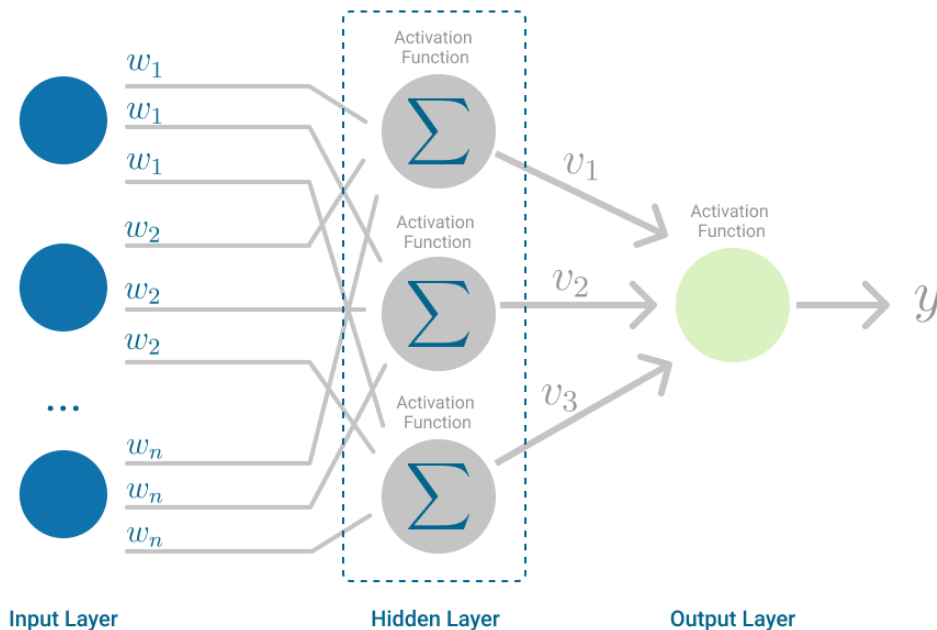 Activation
Function
w₁
w₁
w₁
Σ
v₁
w₂
w₂
w₂
Activation
Function
Σ
v₂
Activation
Function
y
...
wₙ
wₙ
wₙ
Activation
Function
Σ
v₃
Input Layer
Hidden Layer
Output Layer